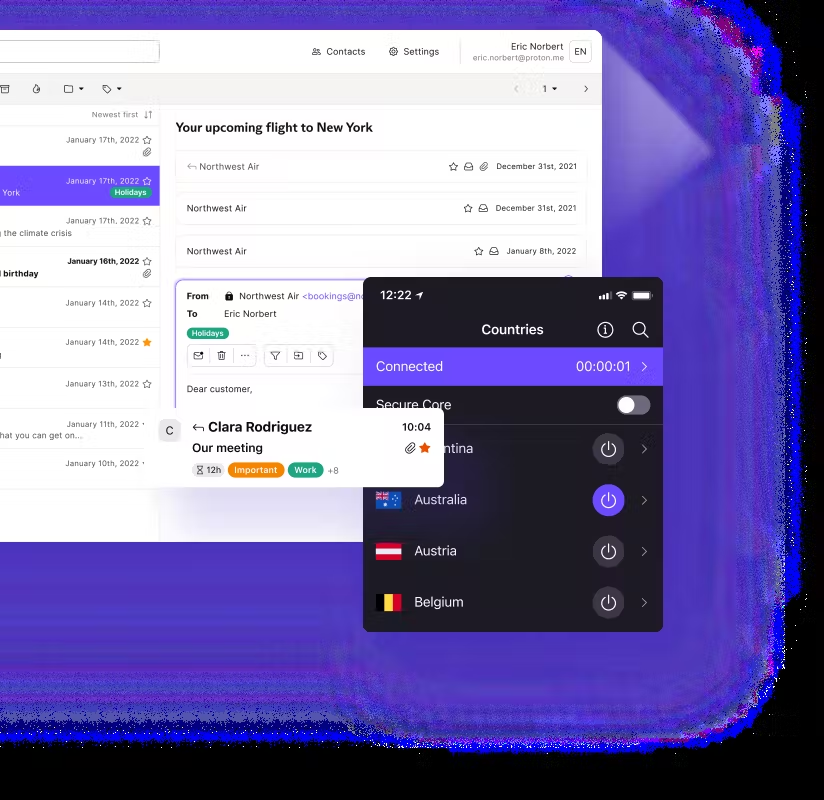 Contacts
Settings
Eric Norbert
eric.norbert@proton.me
EN
1
Newest first
January 17th, 2022
January 17th, 2022
York
Holidays
January 17th, 2022
g the climate crisis
January 16th, 2022
birthday
January 14th, 2022
January 14th, 2022
January 13th, 2022
January 11th, 2022
hat you can get on...
January 10th, 2022
Your upcoming flight to New York
Northwest Air
December 31st, 2021
Northwest Air
December 31st, 2021
Northwest Air
January 8th, 2022
From
Northwest Air <bookings@no
To
Eric Norbert
Holidays
Dear customer,
C
Clara Rodriguez
10:04
Our meeting
12h
Important
Work
+8
12:22
Countries
Connected
00:00:01
Secure Core
ntina
Australia
Austria
Belgium